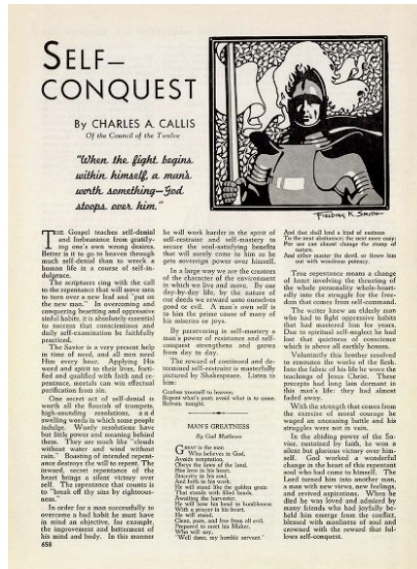 SELF–
CONQUEST
By CHARLES A. CALLIS
Of the Council of the Twelve
"When the fight begins
within himself, a man's
worth something—God
stoops over him."
FIELDING K. SMITH
THE Gospel teaches self-denial
and forbearance from gratify-
ing one's own wrong desires.
Better is it to go to heaven through
much self-denial than to wreck a
human life in a course of self-in-
dulgence.
The scriptures ring with the call
to the repentance that will move men
to turn over a new leaf and "put on
the new man." In overcoming and
conquering besetting and oppressive
sinful habits, it is absolutely essential
to success that conscientious and
daily self-examination be faithfully
practiced.
The Savior is a very present help
in time of need, and all men need
Him every hour. Applying His
word and spirit to their lives, forti-
fied and qualified with faith and re-
pentance, mortals can win effectual
purification from sin.
One secret act of self-denial is
worth all the flourish of trumpets,
high-sounding resolutions, and
swelling words in which some people
indulge. Wordy resolutions have
but little power and meaning behind
them. They are much like "clouds
without water and wind without
rain." Boasting of intended repent-
ance destroys the will to repent. The
inward, secret repentance of the
heart brings a silent victory over
self. The repentance that counts is
to "break off thy sins by righteous-
ness."
In order for a man successfully to
overcome a bad habit he must have
in mind an objective, for example,
the improvement and betterment of
his mind and body. In this manner
658
he will work harder in the spirit of
self-restraint and self-mastery to
secure the soul-satisfying benefits
that will surely come to him as he
gets sovereign power over himself.
In a large way we are the creators
of the character of the environment
in which we live and move. By our
day-by-day life, by the nature of
our deeds we reward unto ourselves
good or evil. A man's own self is
to him the prime cause of many of
his miseries or joys.
By persevering in self-mastery a
man's power of resistance and self-
conquest strengthens and grows
from day to day.
The reward of continued and de-
termined self-restraint is masterfully
pictured by Shakespeare. Listen to
him:
Confess yourself to heaven;
Repent what's past; avoid what is to come.
Refrain tonight,
MAN'S GREATNESS
By Gail Mathews
GREAT is the man
Who believes in God,
Avoids temptation,
Obeys the laws of the land,
Has love in his heart,
Sincerity in his soul,
And faith in his work.
He will stand like the golden grain
That stands with filled heads,
Awaiting the harvester.
He will bow his head in humbleness
With a prayer in his heart.
He will stand,
Clean, pure, and free from all evil,
Prepared to meet his Maker,
Who will say,
"Well done, my humble servant."
And that shall lend a kind of easiness
To the next abstinence; the next more easy;
For use can almost change the stamp of
nature,
And either master the devil, or throw him
out with wondrous potency.
True repentance means a change
of heart involving the thrusting of
the whole personality whole-heart-
edly into the struggle for the free-
dom that comes from self-command.
The writer knew an elderly man
who had to fight oppressive habits
that had mastered him for years.
Due to spiritual self-neglect he had
lost that quietness of conscience
which is above all earthly honors.
Voluntarily this brother resolved
to renounce the works of the flesh.
Into the fabric of his life he wove the
teachings of Jesus Christ. These
precepts had long lain dormant in
this man's life; they had almost
faded away.
With the strength that comes from
the exercise of moral courage he
waged an unceasing battle and his
struggles were not in vain.
In the abiding power of the Sa-
vior, sustained by faith, he won a
silent but glorious victory over him-
self. God worked a wonderful
change in the heart of this repentant
soul who had come to himself. The
Lord turned him into another man,
a man with new views, new feelings,
and revived aspirations. When he
died he was loved and admired by
many friends who had joyfully be-
held him emerge from the conflict,
blessed with manliness of soul and
crowned with the reward that fol-
lows self-conquest.